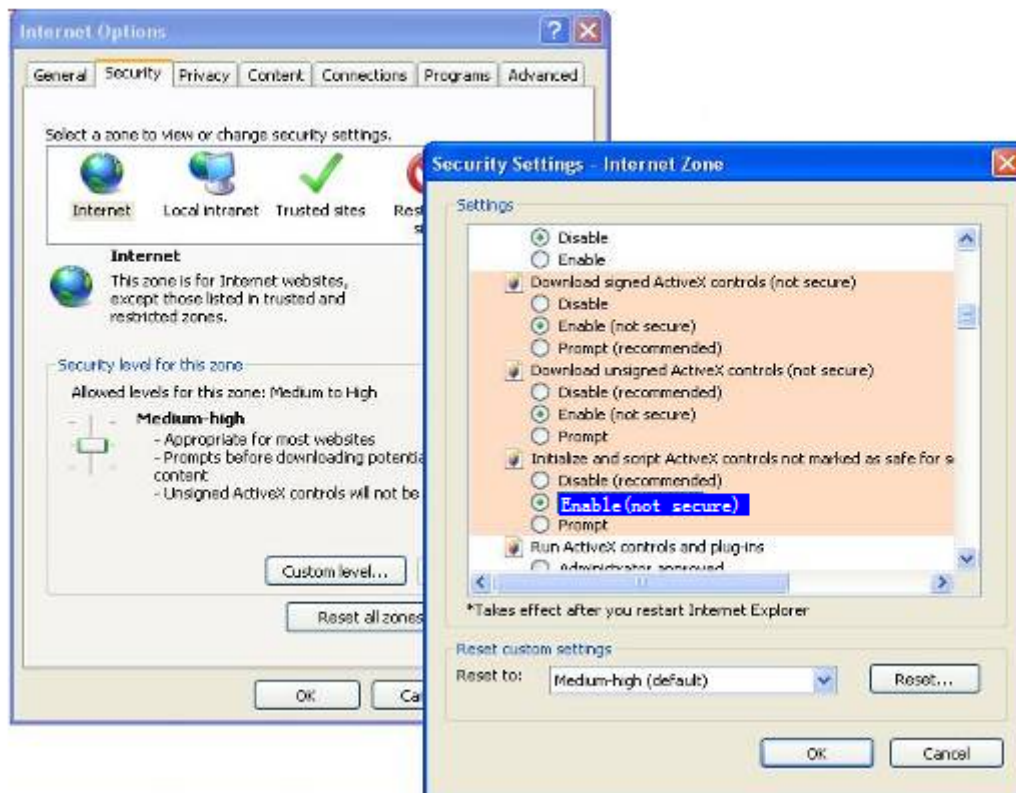 Internet Options
General Security Privacy Content Connections Programs Advanced
Select a zone to view or change security settings.
Internet Local intranet Trusted sites
Internet
This zone is for Internet websites,
except those listed in trusted and
restricted zones.
Security level for this zone
Allowed levels for this zone: Medium to High
Medium-high
- Appropriate for most websites
- Prompts before downloading
content
- Unsigned ActiveX controls will not be
Custom level...
Reset all zones
OK
Security Settings - Internet Zone
Settings
Disable
Enable
Download signed ActiveX controls (not secure)
Disable
Enable (not secure)
Prompt (recommended)
Download unsigned ActiveX controls (not secure)
Disable (recommended)
Enable (not secure)
Prompt
Initialize and script ActiveX controls not marked as safe for s
Disable (recommended)
Enable(not secure)
Prompt
Run ActiveX controls and plug-ins
Administrator approved
*Takes effect after you restart Internet Explorer
Reset custom settings
Reset to: Medium-high (default) Reset...
OK Cancel